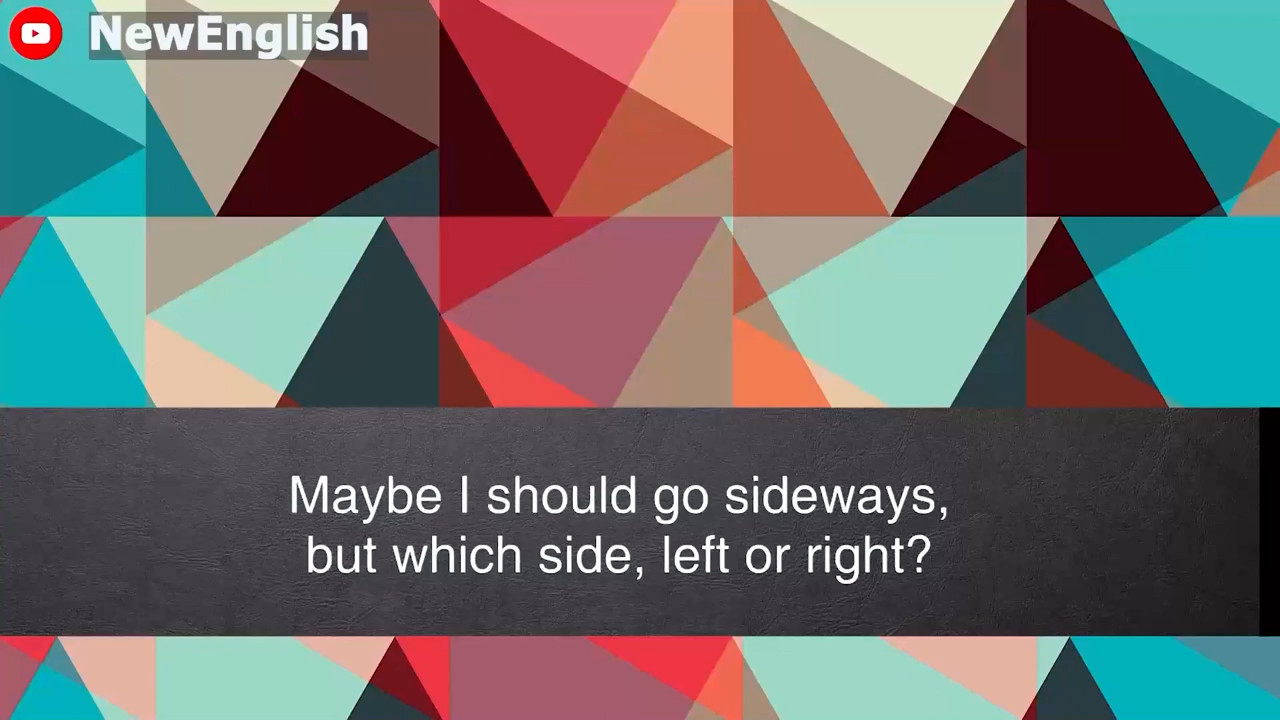 NewEnglish
Maybe I should go sideways,
but which side, left or right?